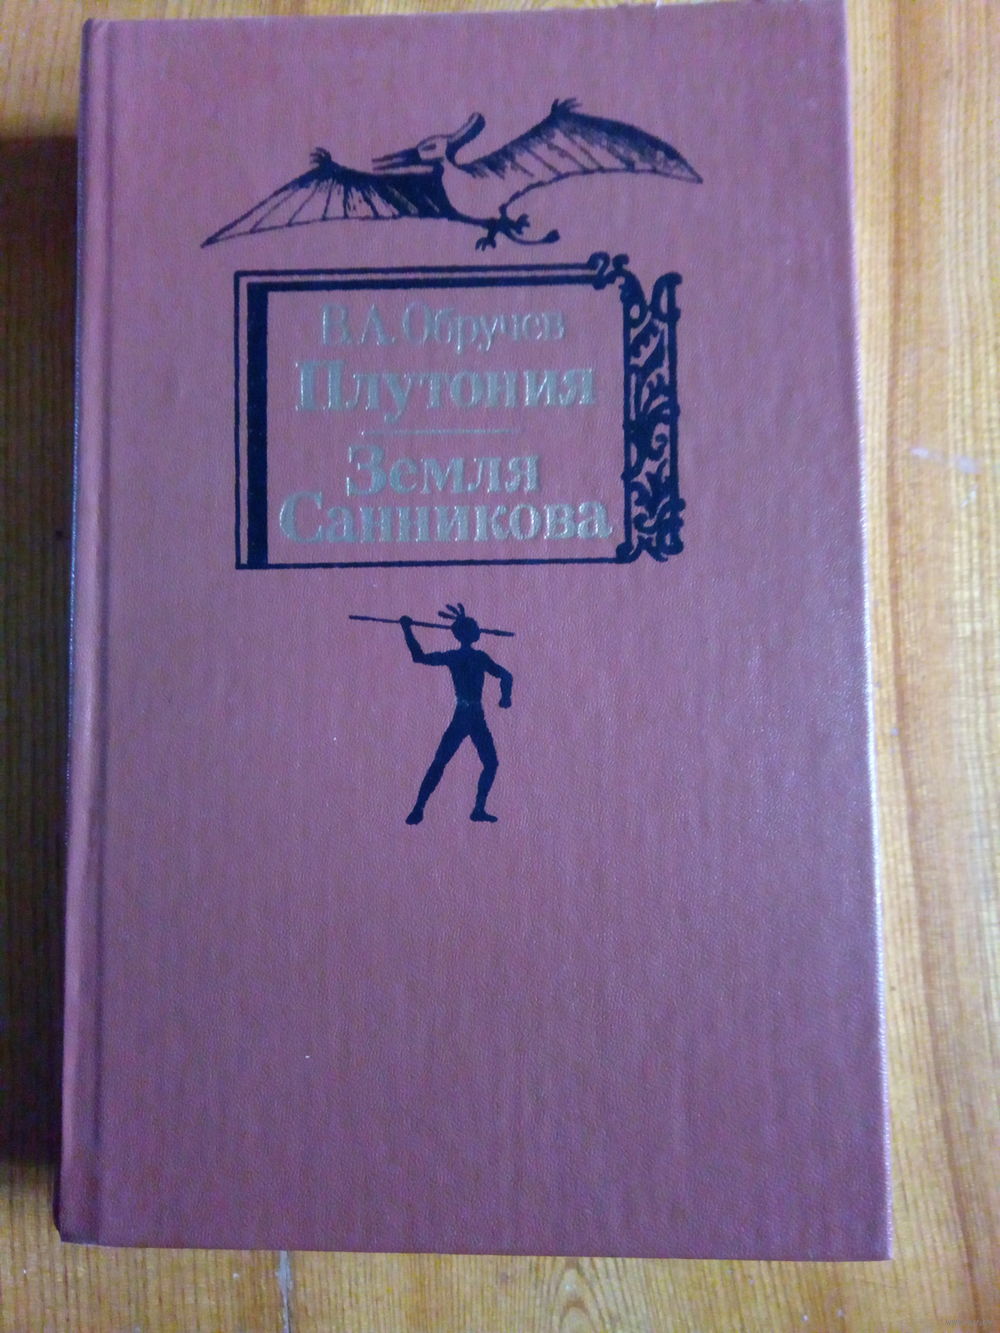 В.А.Обручев
Плутония
Земля
Санникова